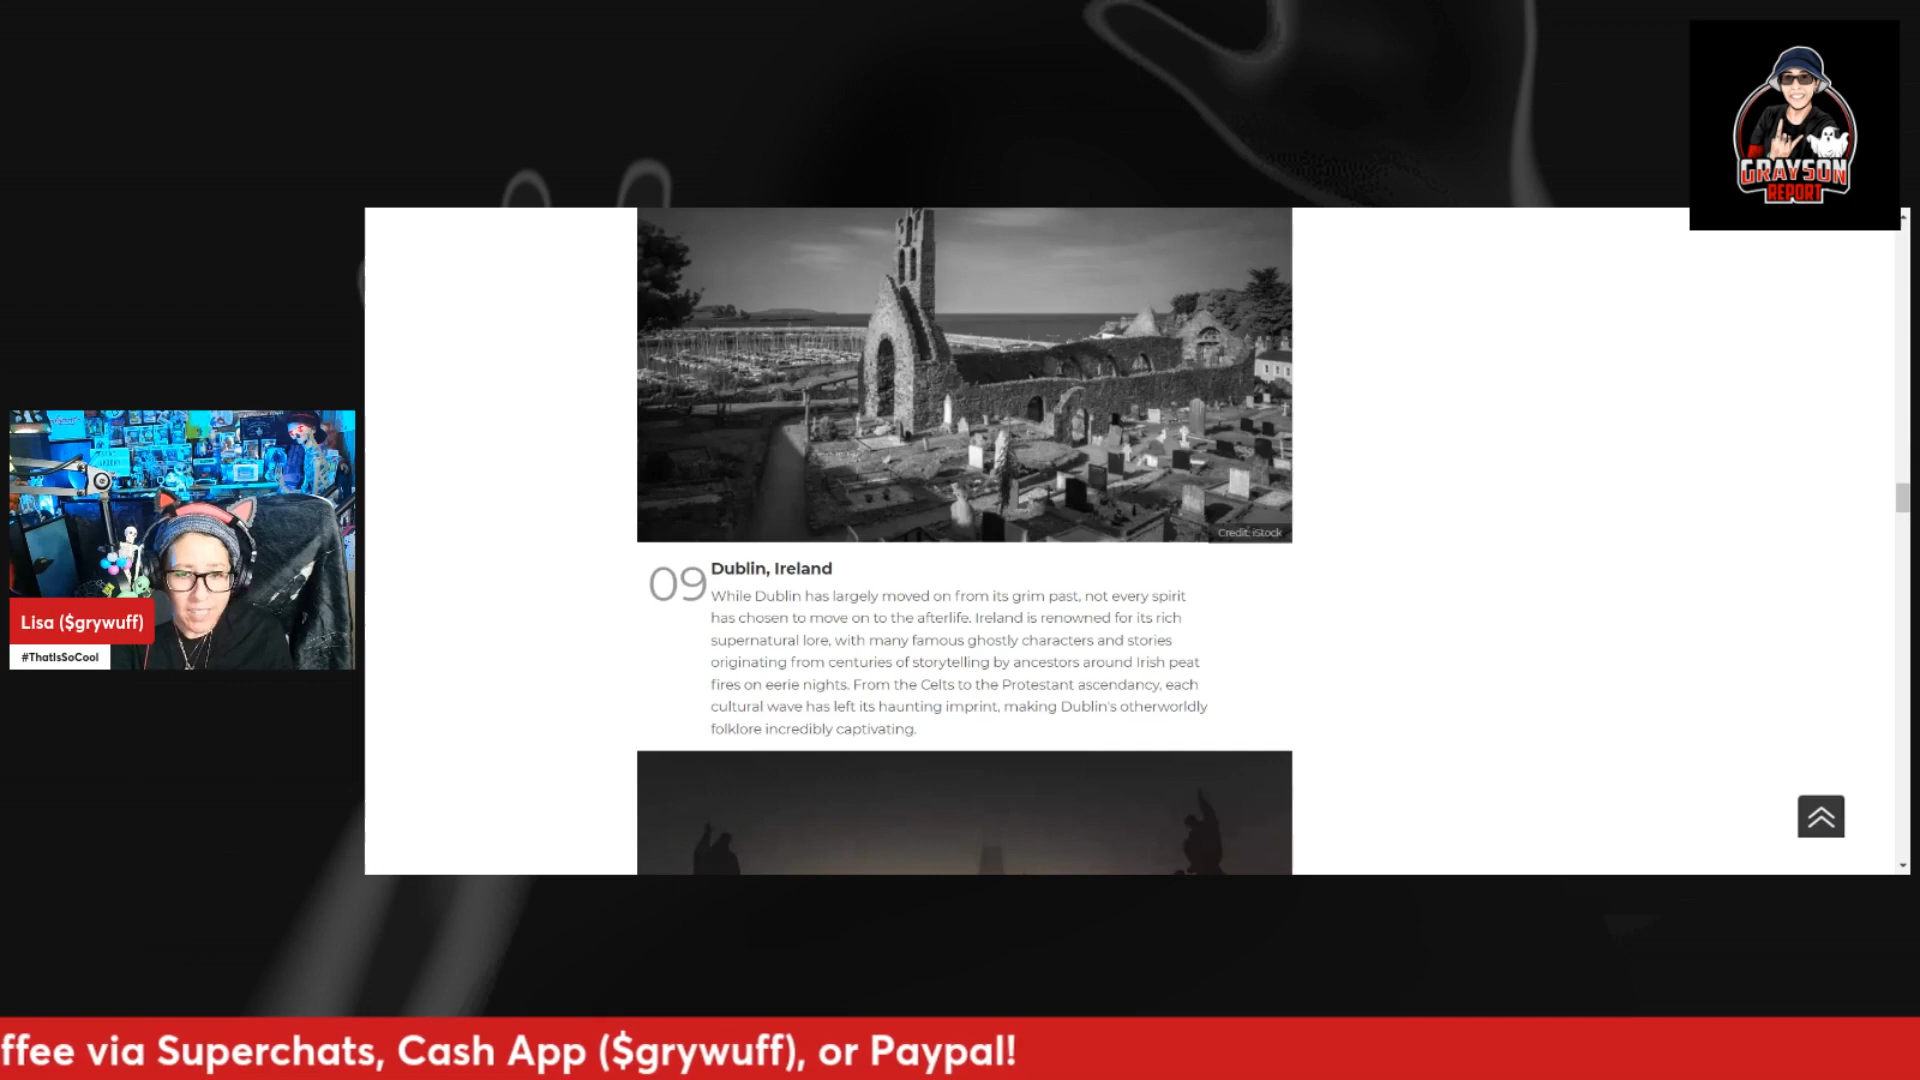 GRAYSON
REPORT
Credit: iStock
09
Dublin, Ireland
While Dublin has largely moved on from its grim past, not every spirit
has chosen to move on to the afterlife. Ireland is renowned for its rich
supernatural lore, with many famous ghostly characters and stories
originating from centuries of storytelling by ancestors around Irish peat
fires on eerie nights. From the Celts to the Protestant ascendancy, each
cultural wave has left its haunting imprint, making Dublin's otherworldly
folklore incredibly captivating.
Lisa ($grywuff)
#ThatIsSoCool
ffee via Superchats, Cash App ($grywuff), or Paypal!